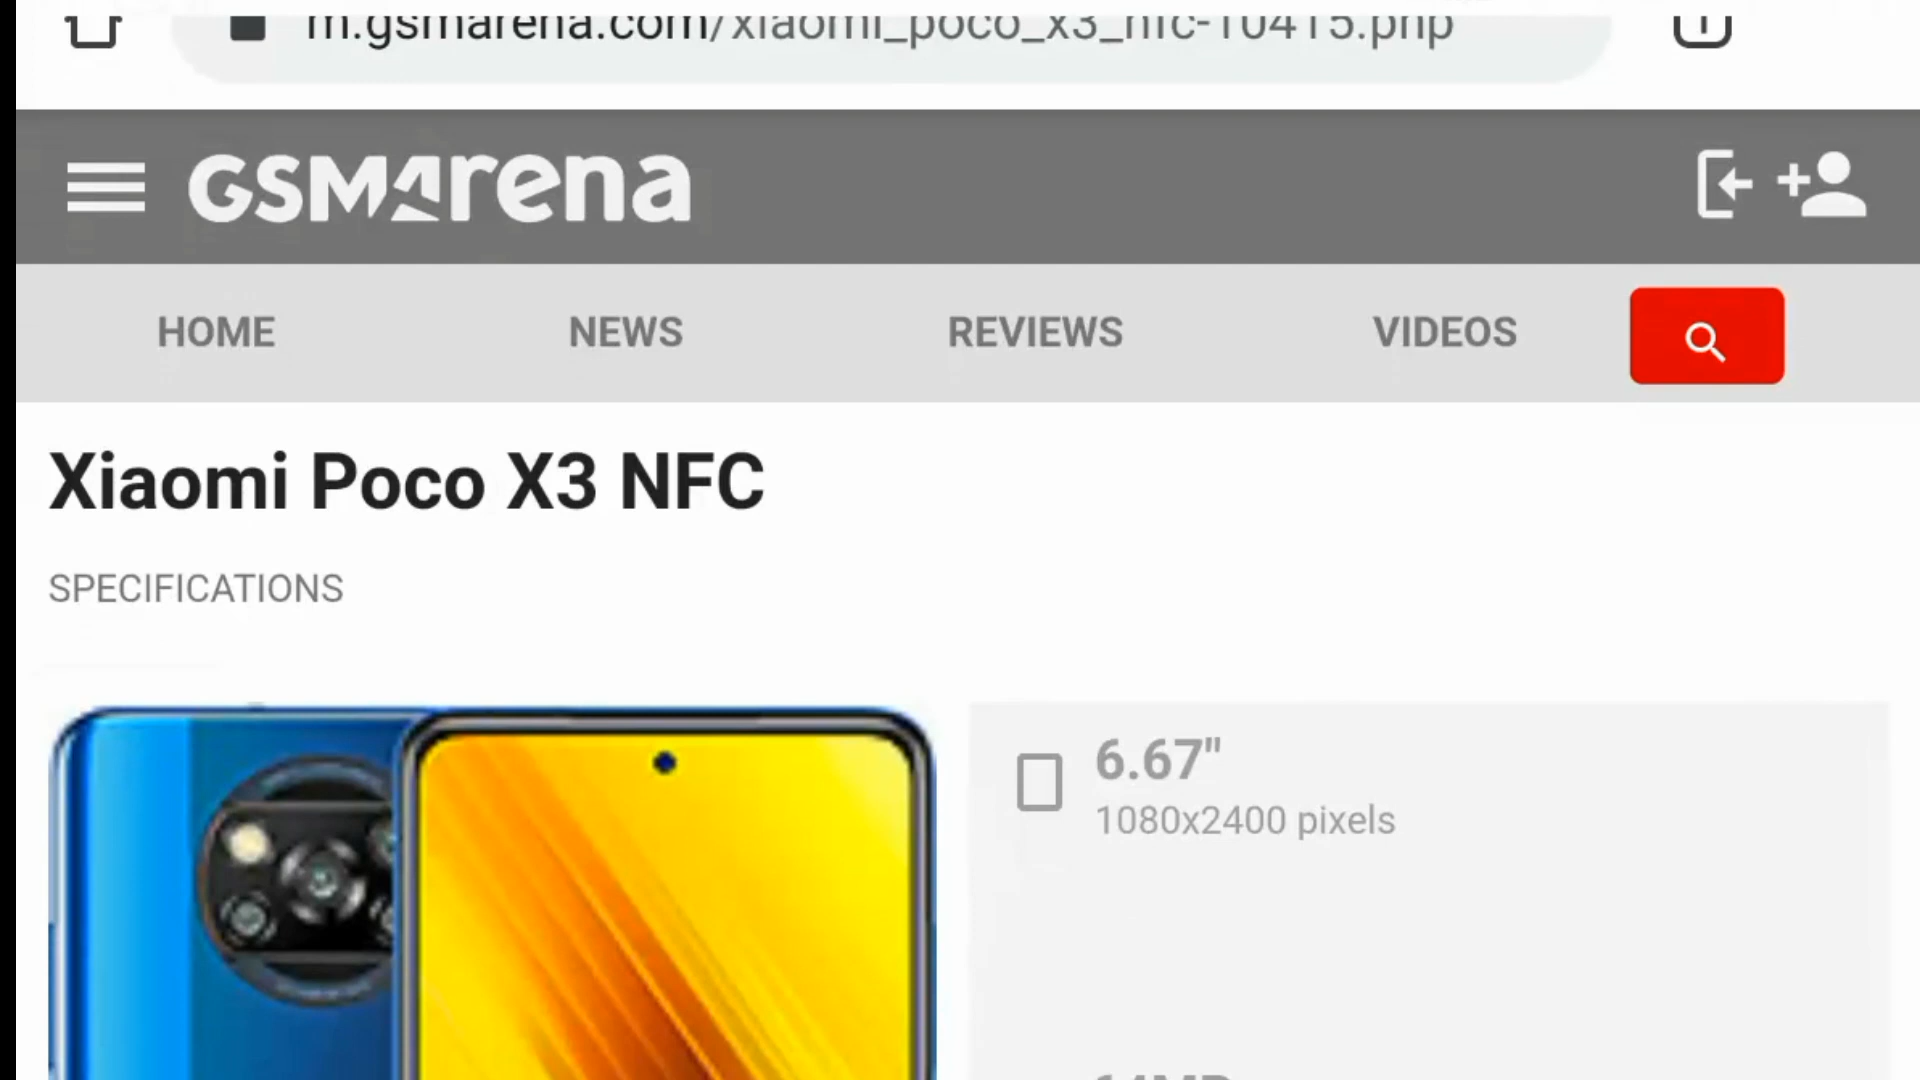 m.gsmarena.com/xiaomi_poco_x3_nfc-10415.php
GSMarena
HOME NEWS REVIEWS VIDEOS
Xiaomi Poco X3 NFC
SPECIFICATIONS
6.67"
1080x2400 pixels